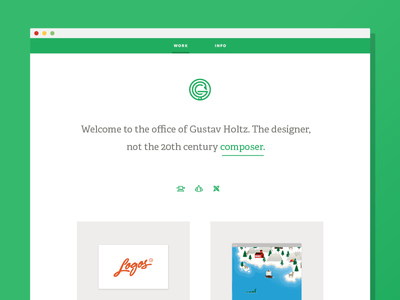 WORK INFO
G
Welcome to the office of Gustav Holtz. The designer,
not the 20th century composer.
Logos